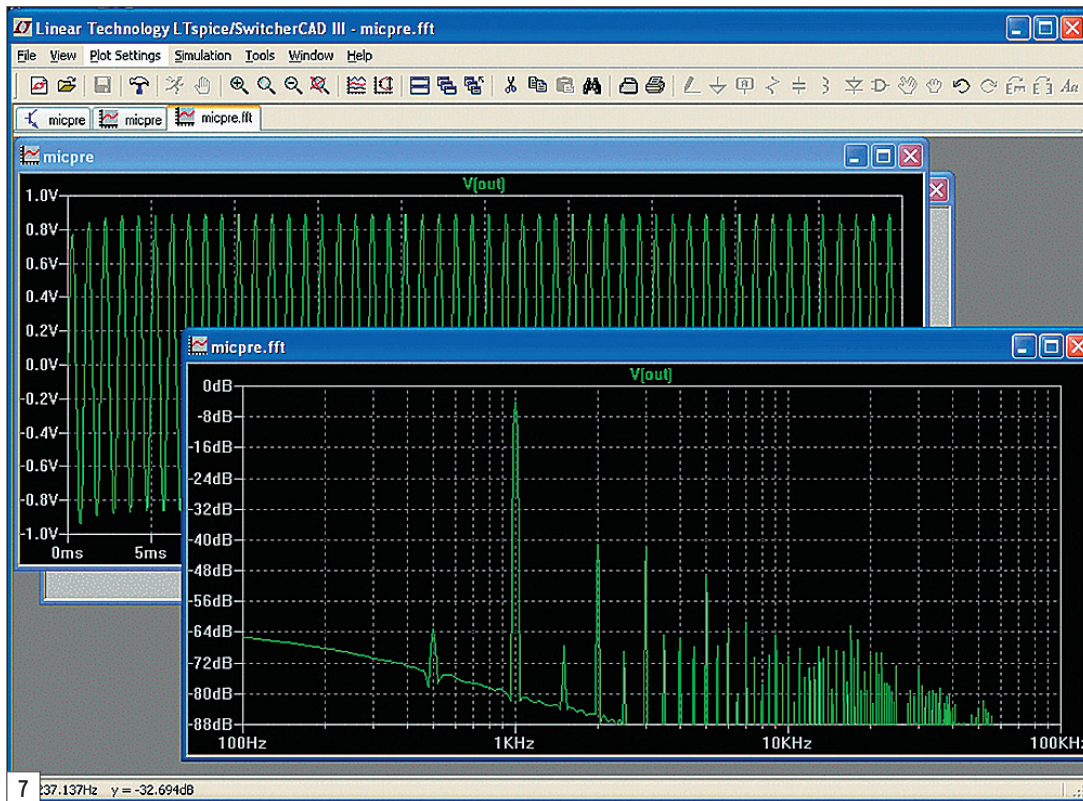 Linear Technology LTspice/SwitcherCAD III - micpre.fft
File View Plot Settings Simulation Tools Window Help
micpre micpre micpre.fft
micpre
V(out)
1.0V
0.8V
0.6V
0.4V
0.2V
0.0V
-0.2V
-0.4V
-0.6V
-0.8V
-1.0V
0ms 5ms
micpre.fft
V(out)
0dB
-8dB
-16dB
-24dB
-32dB
-40dB
-48dB
-56dB
-64dB
-72dB
-80dB
-88dB
100Hz 1KHz 10KHz 100KHz
7 237.137Hz y = -32.694dB